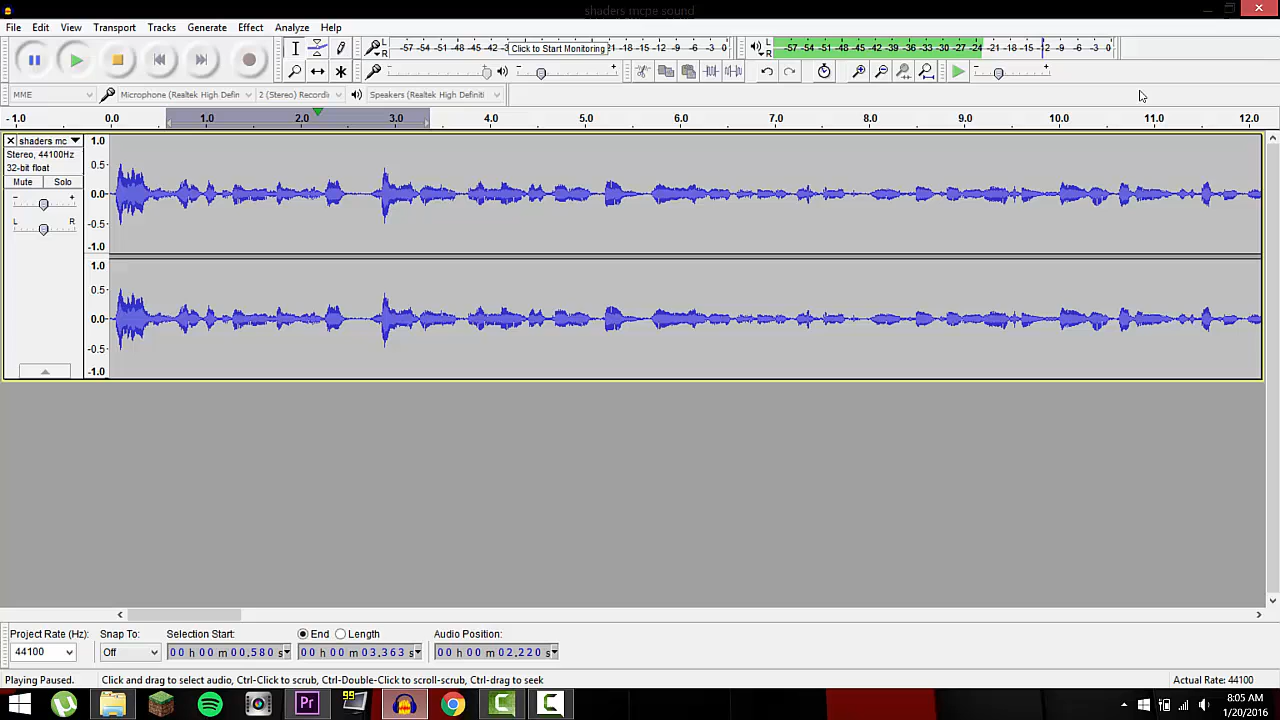 shaders mcpe sound
File Edit View Transport Tracks Generate Effect Analyze Help
L R -57 -54 -51 -48 -45 -42 -3 Click to Start Monitoring 21 -18 -15 -12 -9 -6 -3 0 L R -57 -54 -51 -48 -45 -42 -39 -36 -33 -30 -27 -24 -21 -18 -15 -12 -9 -6 -3 0
- + - + - +
MME Microphone (Realtek High Defin 2 (Stereo) Recordi Speakers (Realtek High Definiti
-1.0 0.0 1.0 2.0 3.0 4.0 5.0 6.0 7.0 8.0 9.0 10.0 11.0 12.0
shaders mc 1.0
Stereo, 44100Hz
32-bit float 0.5
Mute Solo
- + 0.0
L R -0.5
-1.0
1.0
0.5
0.0
-0.5
-1.0
Project Rate (Hz): Snap To: Selection Start: End Length Audio Position:
44100 Off 00 h 00 m 00.580 s 00 h 00 m 03.363 s 00 h 00 m 02.220 s
Playing Paused. Click and drag to select audio, Ctrl-Click to scrub, Ctrl-Double-Click to scroll-scrub, Ctrl-drag to seek Actual Rate: 44100
Pr 99 8:05 AM
1/20/2016